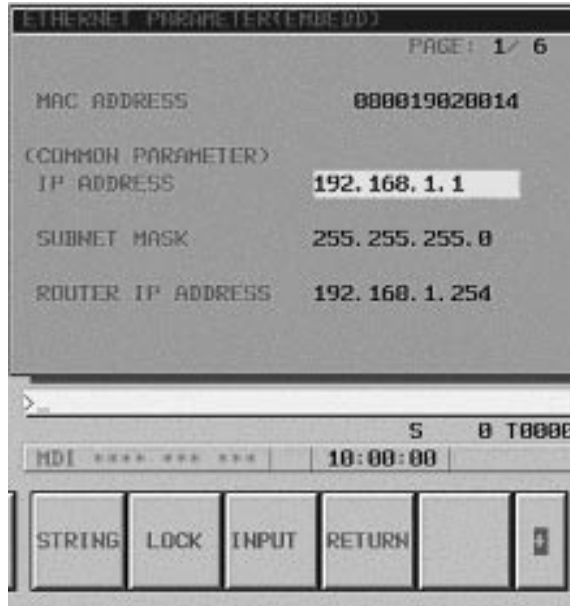 ETHERNET PARAMETER(EMBEDD)
PAGE: 1/ 6
MAC ADDRESS 080019020014
(COMMON PARAMETER)
IP ADDRESS 192.168.1.1
SUBNET MASK 255.255.255.0
ROUTER IP ADDRESS 192.168.1.254
>_
S 0 T0000
MDI **** *** *** 10:00:00
STRING LOCK INPUT RETURN +